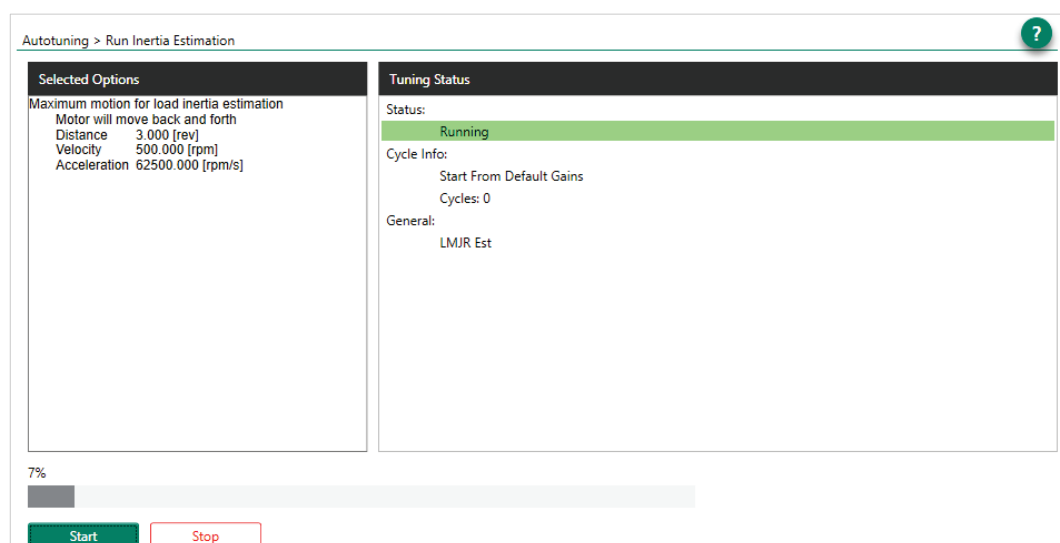 ?
Autotuning > Run Inertia Estimation
Selected Options
Maximum motion for load inertia estimation
Motor will move back and forth
Distance 3.000 [rev]
Velocity 500.000 [rpm]
Acceleration 62500.000 [rpm/s]
Tuning Status
Status:
Running
Cycle Info:
Start From Default Gains
Cycles: 0
General:
LMJR Est
7%
Start
Stop